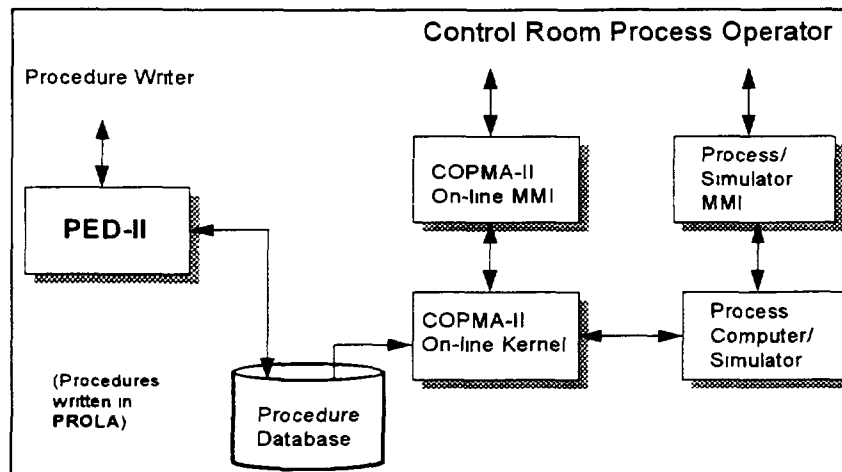 Control Room Process Operator
Procedure Writer
COPMA-II
On-line MMI
Process/
Simulator
MMI
PED-II
COPMA-II
On-line Kernel
Process
Computer/
Simulator
(Procedures
written in
PROLA)
Procedure
Database